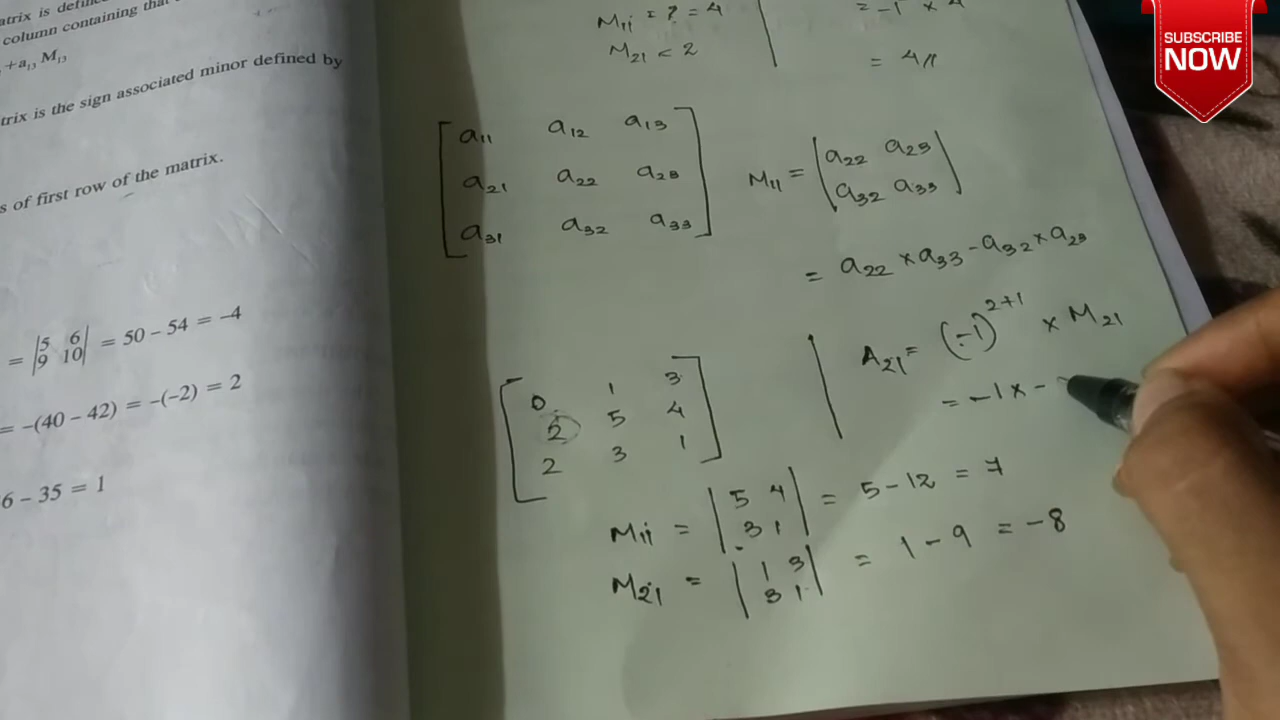 column containing that
+a₁₃ M₁₃
trix is the sign associated minor defined by
s of first row of the matrix.
= |5 6| = 50 − 54 = −4
|9 10|
= −(40 − 42) = −(−2) = 2
6 − 35 = 1
M₁₁ = ? = 4
M₂₁ < 2
= −1 × 4
= 4//
a₁₁ a₁₂ a₁₃
a₂₁ a₂₂ a₂₃
a₃₁ a₃₂ a₃₃
M₁₁ = |a₂₂ a₂₃|
|a₃₂ a₃₃|
= a₂₂ × a₃₃ − a₃₂ × a₂₃
0 1 3
2 5 4
2 3 1
A₂₁ = (−1)²⁺¹ × M₂₁
= −1 × −
M₁₁ = |5 4| = 5 − 12 = 7
|3 1|
M₂₁ = |1 3| = 1 − 9 = −8
|3 1|
SUBSCRIBE
NOW